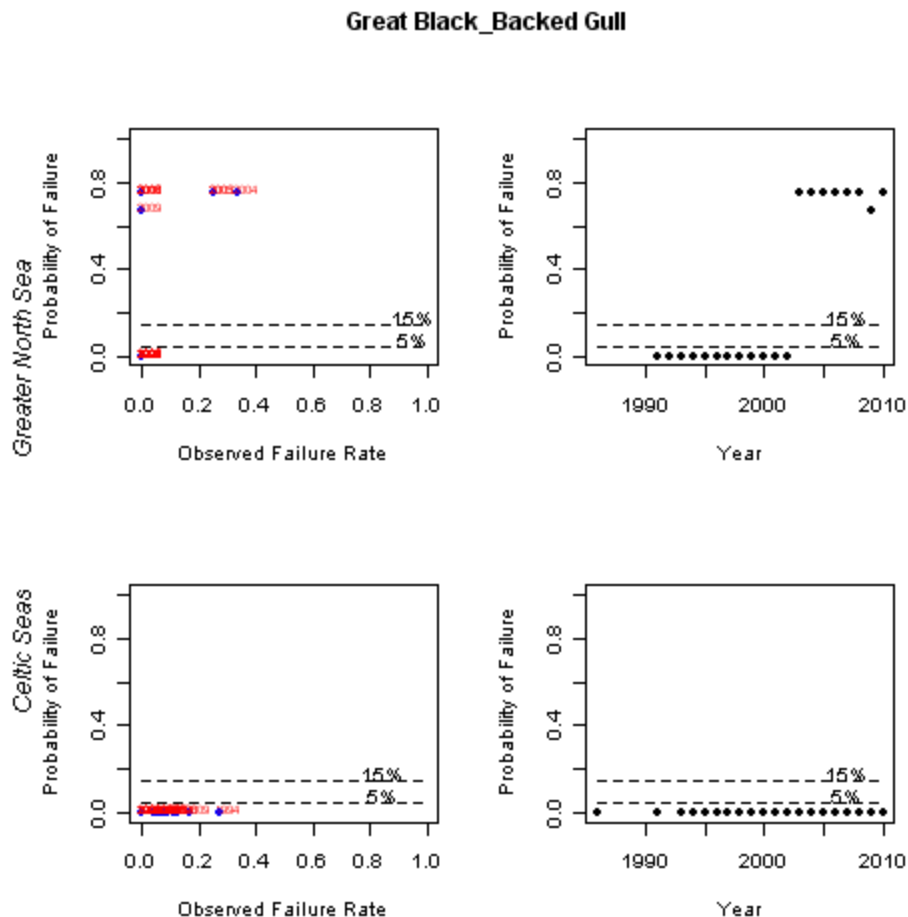 Great Black_Backed Gull
Greater North Sea
Probability of Failure
0.0 0.4 0.8
15%
5%
2009
2005 2004
0.0 0.2 0.4 0.6 0.8 1.0
Observed Failure Rate
Probability of Failure
0.0 0.4 0.8
15%
5%
1990 2000 2010
Year
Celtic Seas
Probability of Failure
0.0 0.4 0.8
15%
5%
0.0 0.2 0.4 0.6 0.8 1.0
Observed Failure Rate
Probability of Failure
0.0 0.4 0.8
15%
5%
1990 2000 2010
Year